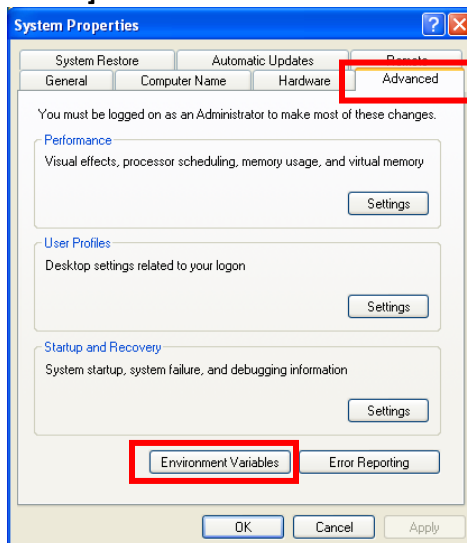 System Properties
System Restore Automatic Updates Remote
General Computer Name Hardware Advanced
You must be logged on as an Administrator to make most of these changes.
Performance
Visual effects, processor scheduling, memory usage, and virtual memory
Settings
User Profiles
Desktop settings related to your logon
Settings
Startup and Recovery
System startup, system failure, and debugging information
Settings
Environment Variables Error Reporting
OK Cancel Apply